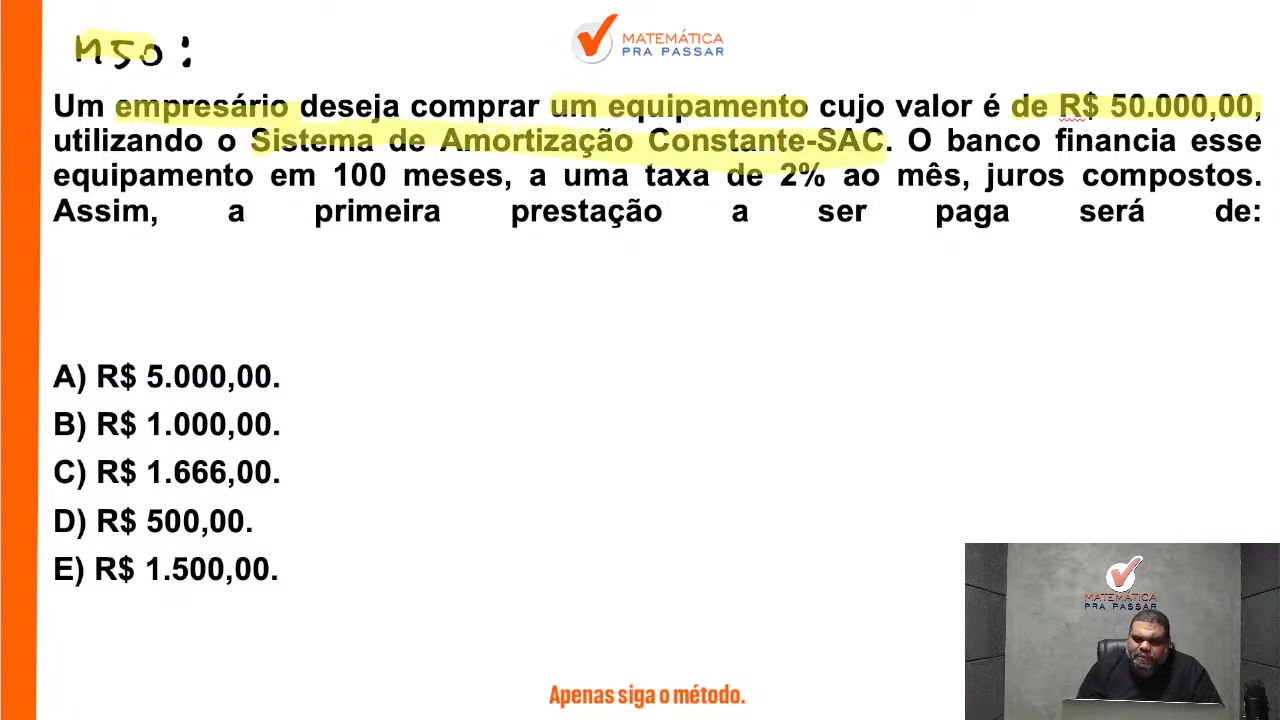 M50:
MATEMÁTICA
PRA PASSAR
Um empresário deseja comprar um equipamento cujo valor é de R$ 50.000,00,
utilizando o Sistema de Amortização Constante-SAC. O banco financia esse
equipamento em 100 meses, a uma taxa de 2% ao mês, juros compostos.
Assim, a primeira prestação a ser paga será de:
A) R$ 5.000,00.
B) R$ 1.000,00.
C) R$ 1.666,00.
D) R$ 500,00.
E) R$ 1.500,00.
MATEMÁTICA
PRA PASSAR
Apenas siga o método.